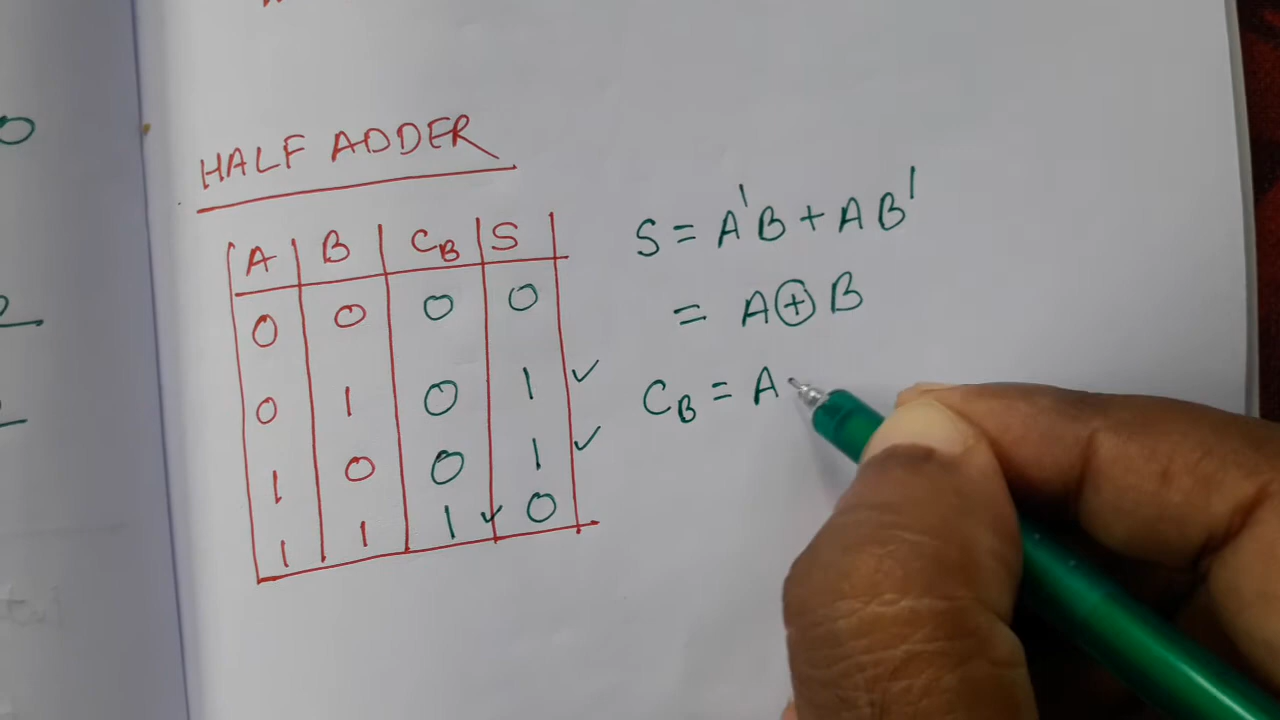 HALF ADDER
A B C_B S
0 0 0 0
0 1 0 1 ✓
1 0 0 1 ✓
1 1 1 ✓ 0
S = A'B + AB'
= A ⊕ B
C_B = A ·